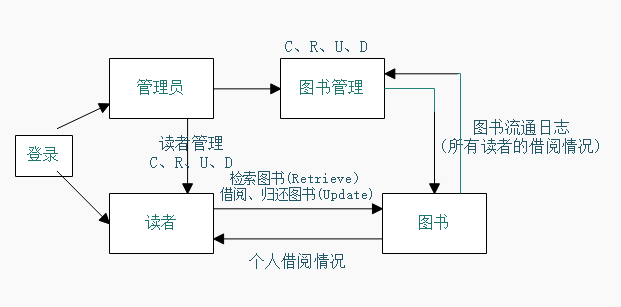 C、R、U、D
管理员
图书管理
图书流通日志
(所有读者的借阅情况)
登录
读者管理
C、R、U、D
检索图书(Retrieve)
借阅、归还图书(Update)
读者
图书
个人借阅情况